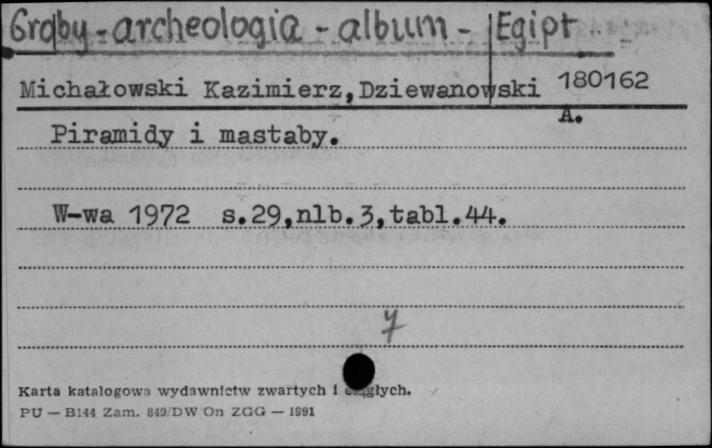 Groby - archeologia - album - Egipt
Michałowski Kazimierz, Dziewanowski 180162
A.
Piramidy i mastaby.
W-wa 1972 s.29,nlb.3,tabl.44.
7
Karta katalogowa wydawnictw zwartych i ciągłych.
PU — B144 Zam. 849/DW On ZGG — 1991